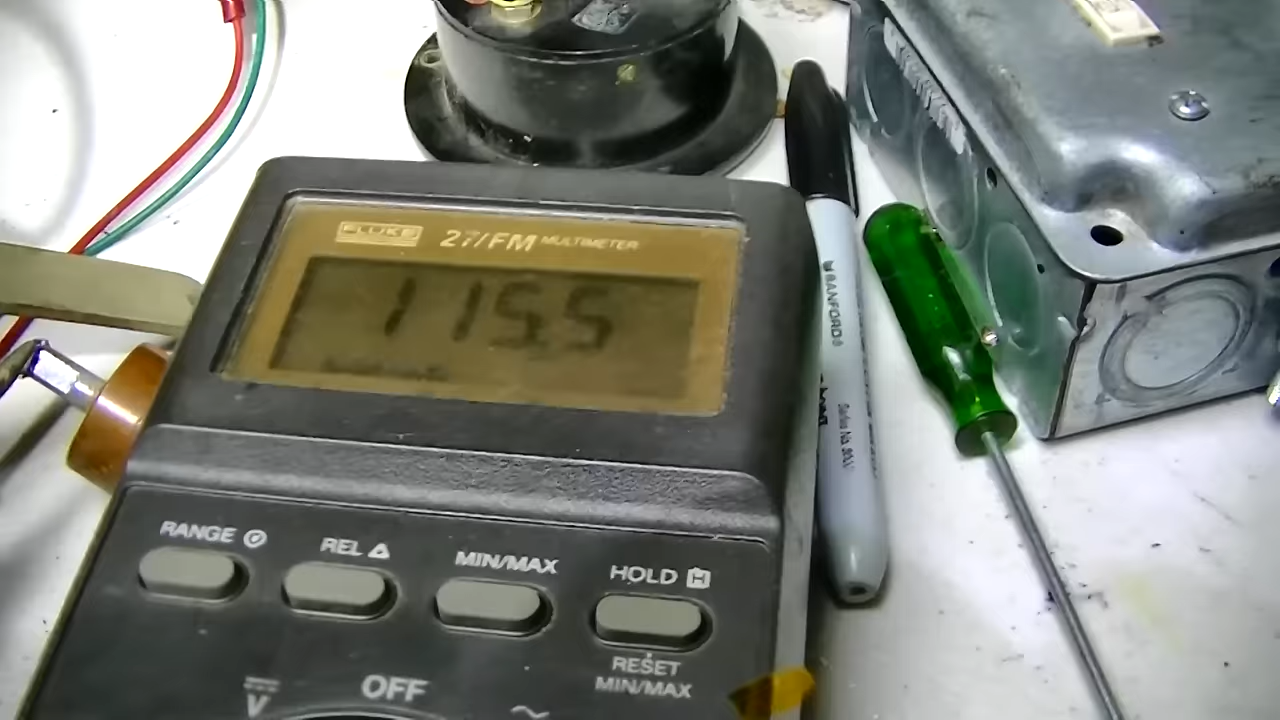 FLUKE 27/FM MULTIMETER
115.5
RANGE
REL
MIN/MAX
HOLD H
RESET
MIN/MAX
V
OFF
SANFORD®